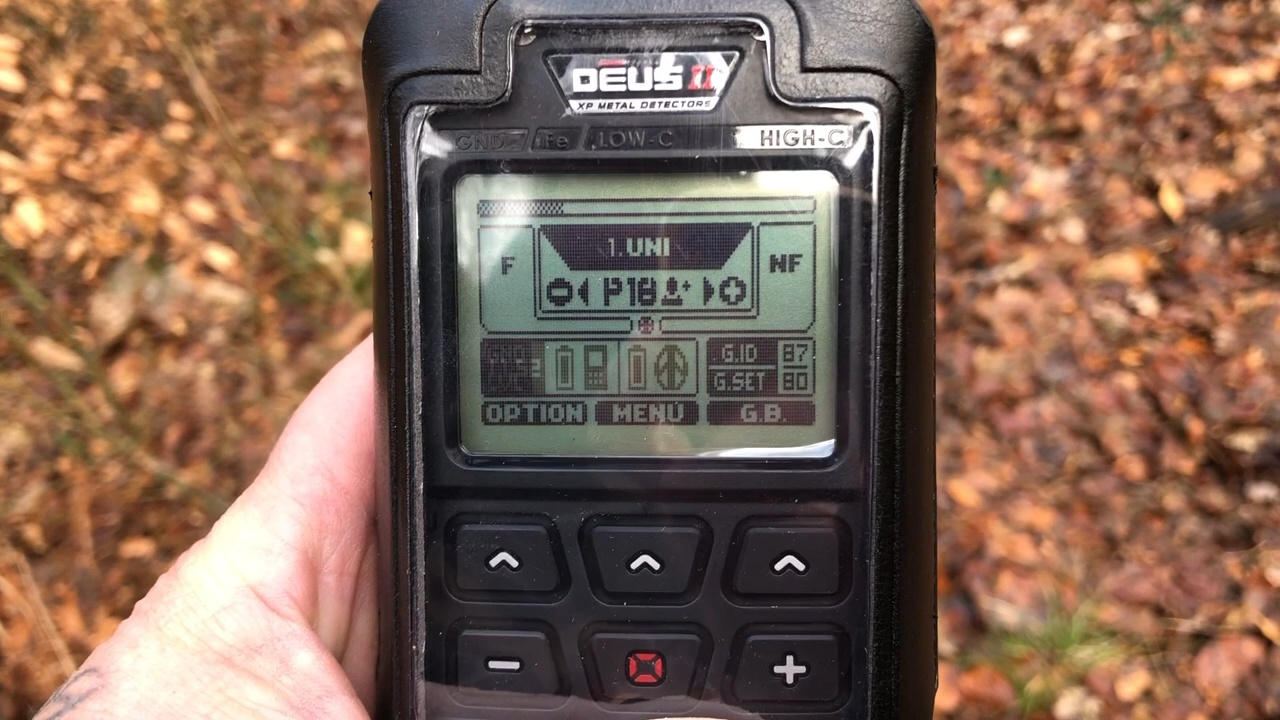 DEUS II
XP METAL DETECTORS
GND Fe LOW-C HIGH-C
1.UNI
F NF
P18
G.ID 87
G.SET 80
OPTION MENU G.B.